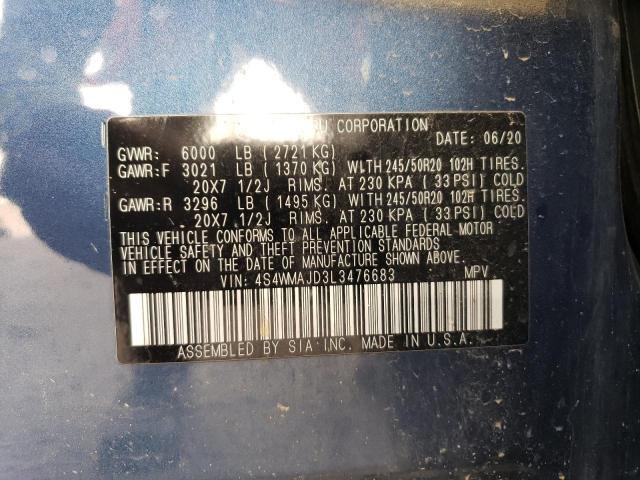 CORPORATION
DATE: 06/20
GVWR: 6000 LB (2721KG)
GAWR:F 3021 LB (1370 KG) WITH 245/50R20 102H TIRES.
20X7 1/2J RIMS. AT 230 KPA (33 PSI) COLD
GAWR:R 3296 LB (1495 KG) WITH 245/50R20 102H TIRES.
20X7 1/2J RIMS. AT 230 KPA (33 PSI) COLD
THIS VEHICLE CONFORMS TO ALL APPLICABLE FEDERAL MOTOR
VEHICLE SAFETY AND THEFT PREVENTION STANDARDS
IN EFFECT ON THE DATE OF MANUFACTURE SHOWN ABOVE.
VIN: 4S4WMAJD3L3476683 MPV
ASSEMBLED BY SIA INC. MADE IN U.S.A.